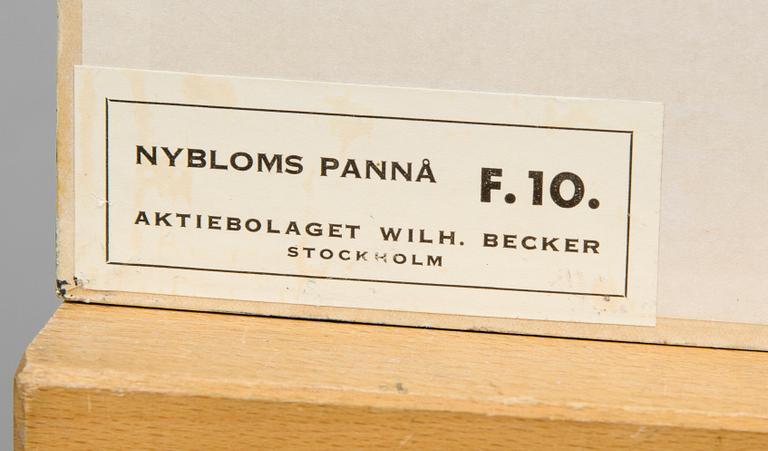 NYBLOMS PANNÅ F.10.
AKTIEBOLAGET WILH. BECKER
STOCKHOLM